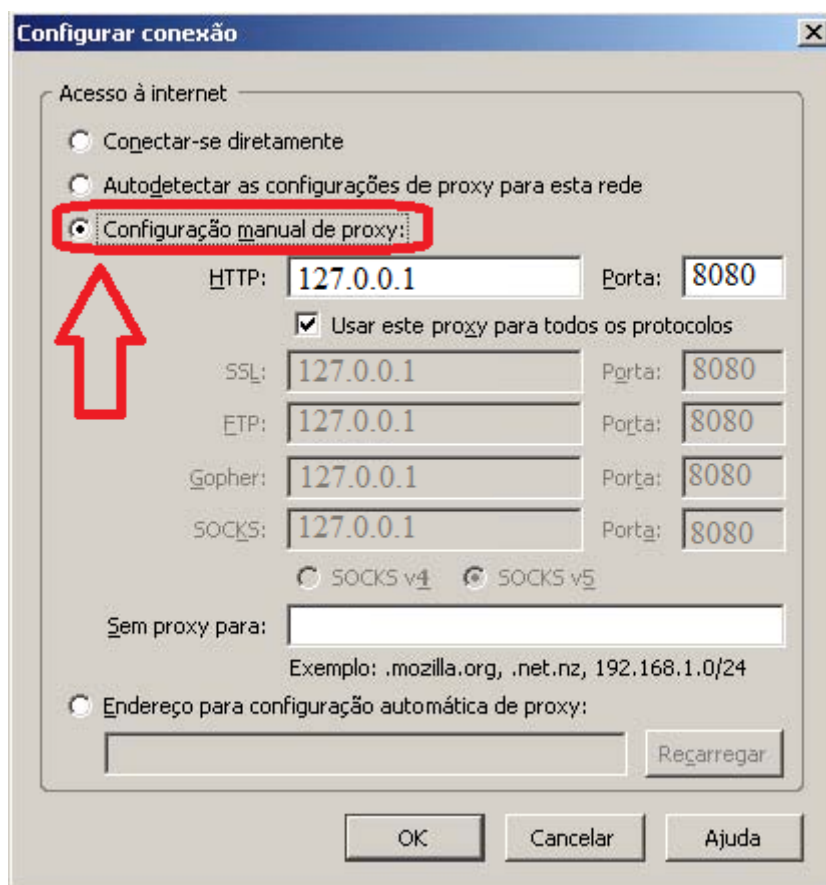 Configurar conexão
Acesso à internet
Conectar-se diretamente
Autodetectar as configurações de proxy para esta rede
Configuração manual de proxy:
HTTP: 127.0.0.1 Porta: 8080
Usar este proxy para todos os protocolos
SSL: 127.0.0.1 Porta: 8080
FTP: 127.0.0.1 Porta: 8080
Gopher: 127.0.0.1 Porta: 8080
SOCKS: 127.0.0.1 Porta: 8080
SOCKS v4 SOCKS v5
Sem proxy para:
Exemplo: .mozilla.org, .net.nz, 192.168.1.0/24
Endereço para configuração automática de proxy:
Recarregar
OK Cancelar Ajuda